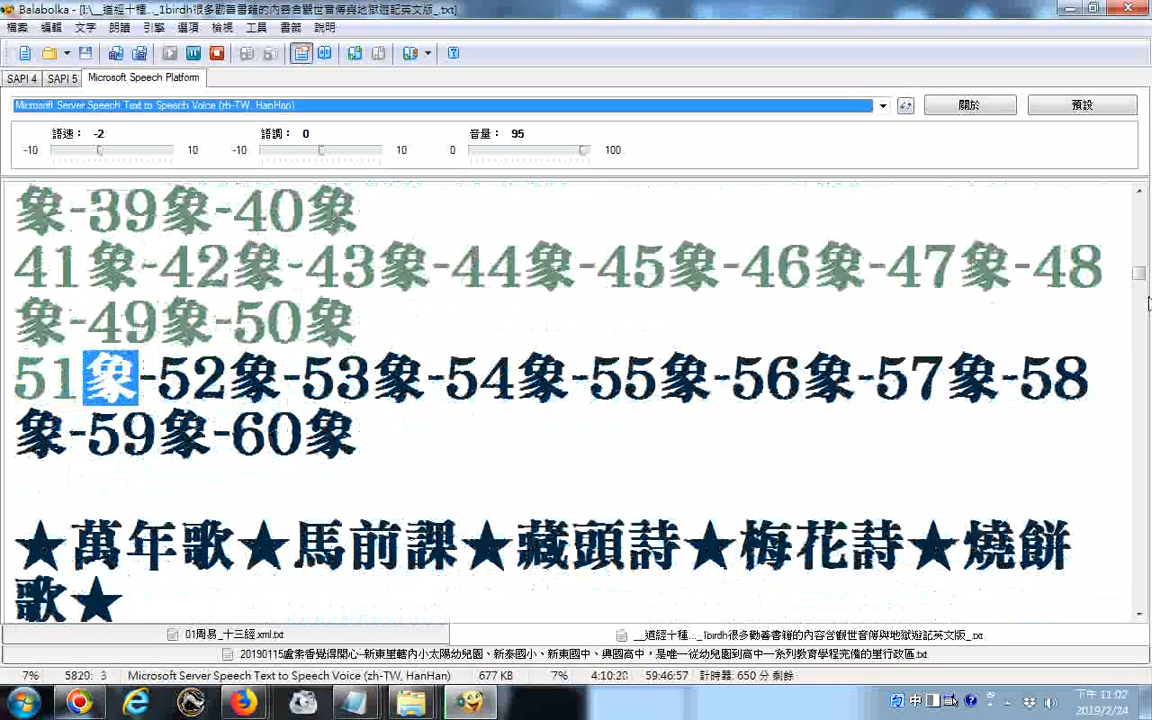 Balabolka - [I:\__道經十種..._1birdh很多勸善書籍的內容含觀世音傳與地獄遊記英文版_.txt]
檔案 編輯 文字 朗讀 引擎 選項 檢視 工具 書籤 說明
SAPI 4 SAPI 5 Microsoft Speech Platform
Microsoft Server Speech Text to Speech Voice (zh-TW, HanHan) 關於 預設
語速： -2 語調： 0 音量： 95
-10 10 -10 10 0 100
象-39象-40象
41象-42象-43象-44象-45象-46象-47象-48
象-49象-50象
51象-52象-53象-54象-55象-56象-57象-58
象-59象-60象
★萬年歌★馬前課★藏頭詩★梅花詩★燒餅
歌★
01周易_十三經.xml.txt __道經十種..._1birdh很多勸善書籍的內容含觀世音傳與地獄遊記英文版_.txt
20190115盧素香覺得開心-新東里轄內小太陽幼兒園、新泰國小、新東國中、興國高中，是唯一從幼兒園到高中一系列教育學程完備的里行政區.txt
7% 5829: 3 Microsoft Server Speech Text to Speech Voice (zh-TW, HanHan) 677 KB 7% 4:10:28 59:46:57 計時器: 650 分 剩餘
中 下午 11:02
2019/2/24